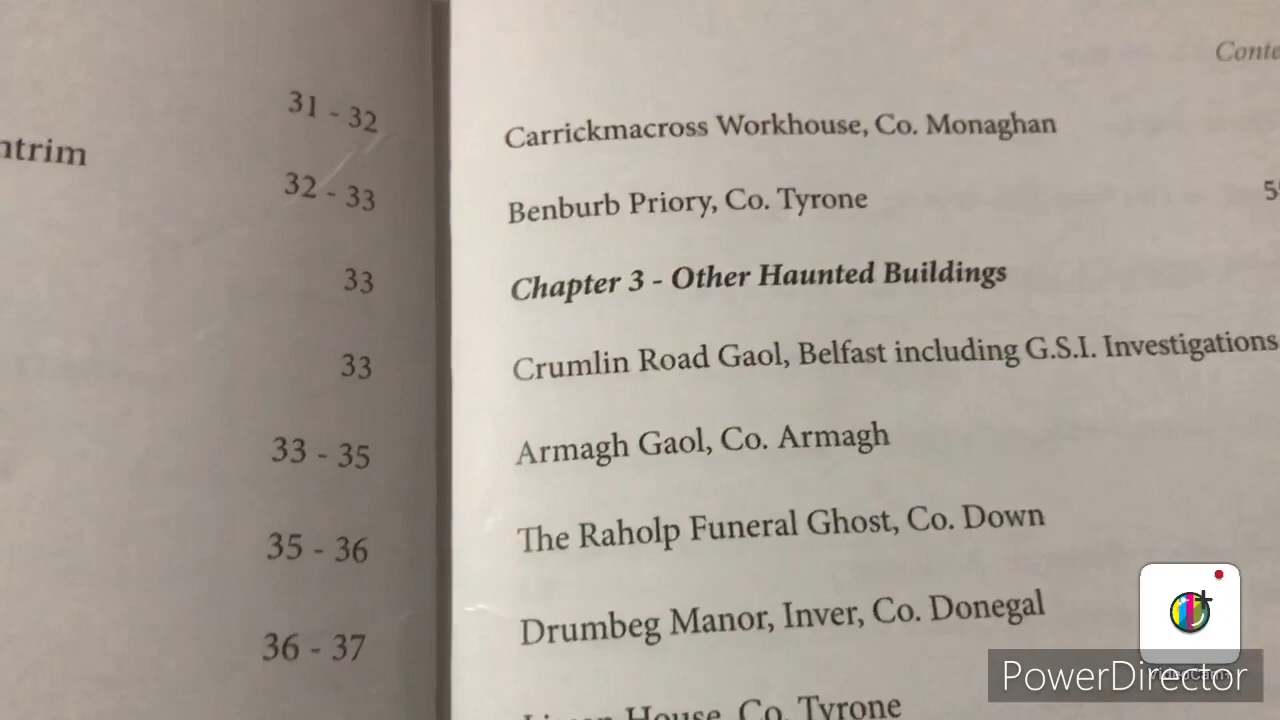 31 - 32
32 - 33
33
33
33 - 35
35 - 36
36 - 37
Carrickmacross Workhouse, Co. Monaghan
Benburb Priory, Co. Tyrone
Chapter 3 - Other Haunted Buildings
Crumlin Road Gaol, Belfast including G.S.I. Investigations
Armagh Gaol, Co. Armagh
The Raholp Funeral Ghost, Co. Down
Drumbeg Manor, Inver, Co. Donegal
House, Co. Tyrone
PowerDirector